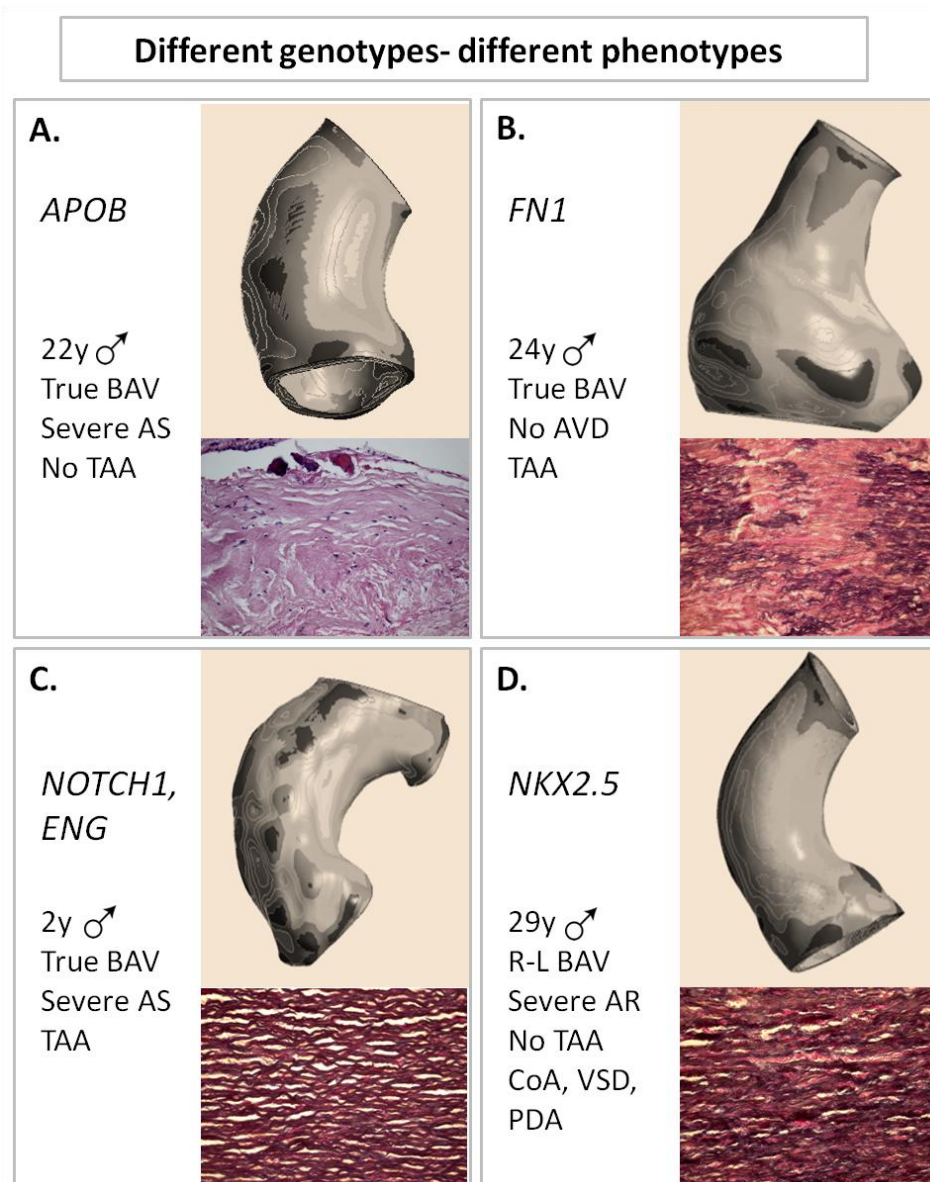 Different genotypes- different phenotypes
A.
APOB
22y ♂
True BAV
Severe AS
No TAA
B.
FN1
24y ♂
True BAV
No AVD
TAA
C.
NOTCH1,
ENG
2y ♂
True BAV
Severe AS
TAA
D.
NKX2.5
29y ♂
R-L BAV
Severe AR
No TAA
CoA, VSD,
PDA